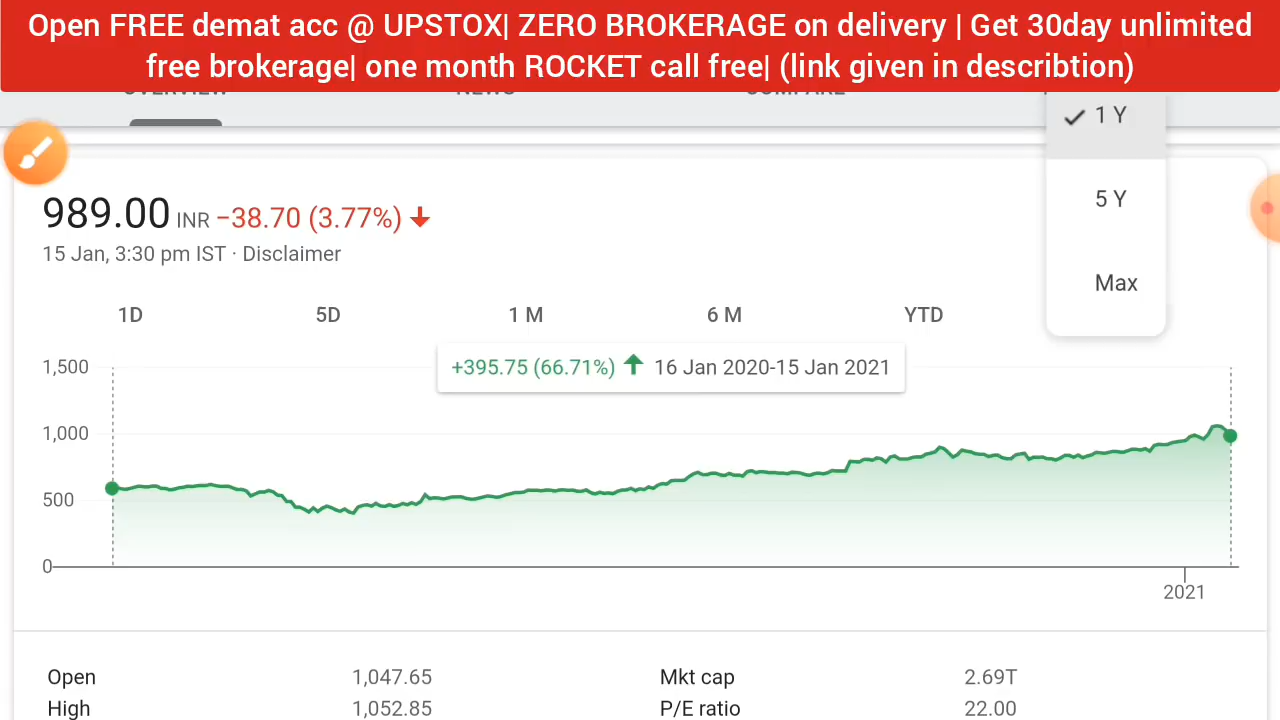 Open FREE demat acc @ UPSTOX| ZERO BROKERAGE on delivery | Get 30day unlimited
free brokerage| one month ROCKET call free| (link given in describtion)
OVERVIEW NEWS COMPARE
1 Y
5 Y
Max
989.00 INR −38.70 (3.77%)
15 Jan, 3:30 pm IST · Disclaimer
1D 5D 1 M 6 M YTD
+395.75 (66.71%) 16 Jan 2020-15 Jan 2021
1,500
1,000
500
0
2021
Open 1,047.65 Mkt cap 2.69T
High 1,052.85 P/E ratio 22.00